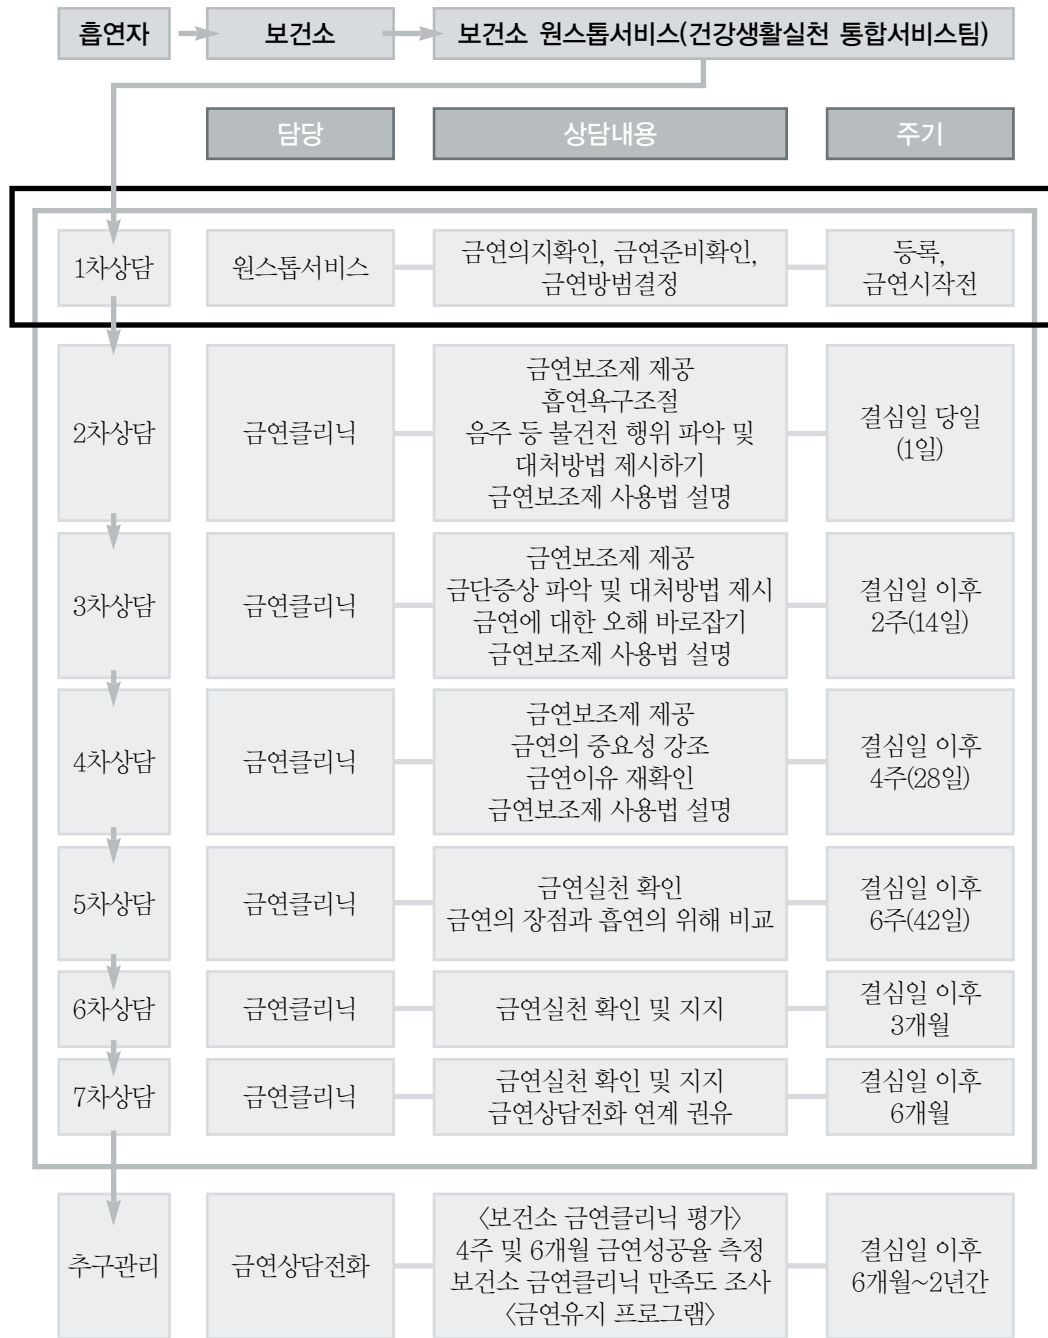 흡연자
보건소
보건소 원스톱서비스(건강생활실천 통합서비스팀)
담당
상담내용
주기
1차상담
원스톱서비스
금연의지확인, 금연준비확인,
금연방범결정
등록,
금연시작전
2차상담
금연클리닉
금연보조제 제공
흡연욕구조절
음주 등 불건전 행위 파악 및
대처방법 제시하기
금연보조제 사용법 설명
결심일 당일
(1일)
3차상담
금연클리닉
금연보조제 제공
금단증상 파악 및 대처방법 제시
금연에 대한 오해 바로잡기
금연보조제 사용법 설명
결심일 이후
2주(14일)
4차상담
금연클리닉
금연보조제 제공
금연의 중요성 강조
금연이유 재확인
금연보조제 사용법 설명
결심일 이후
4주(28일)
5차상담
금연클리닉
금연실천 확인
금연의 장점과 흡연의 위해 비교
결심일 이후
6주(42일)
6차상담
금연클리닉
금연실천 확인 및 지지
결심일 이후
3개월
7차상담
금연클리닉
금연실천 확인 및 지지
금연상담전화 연계 권유
결심일 이후
6개월
추구관리
금연상담전화
〈보건소 금연클리닉 평가〉
4주 및 6개월 금연성공율 측정
보건소 금연클리닉 만족도 조사
〈금연유지 프로그램〉
결심일 이후
6개월~2년간